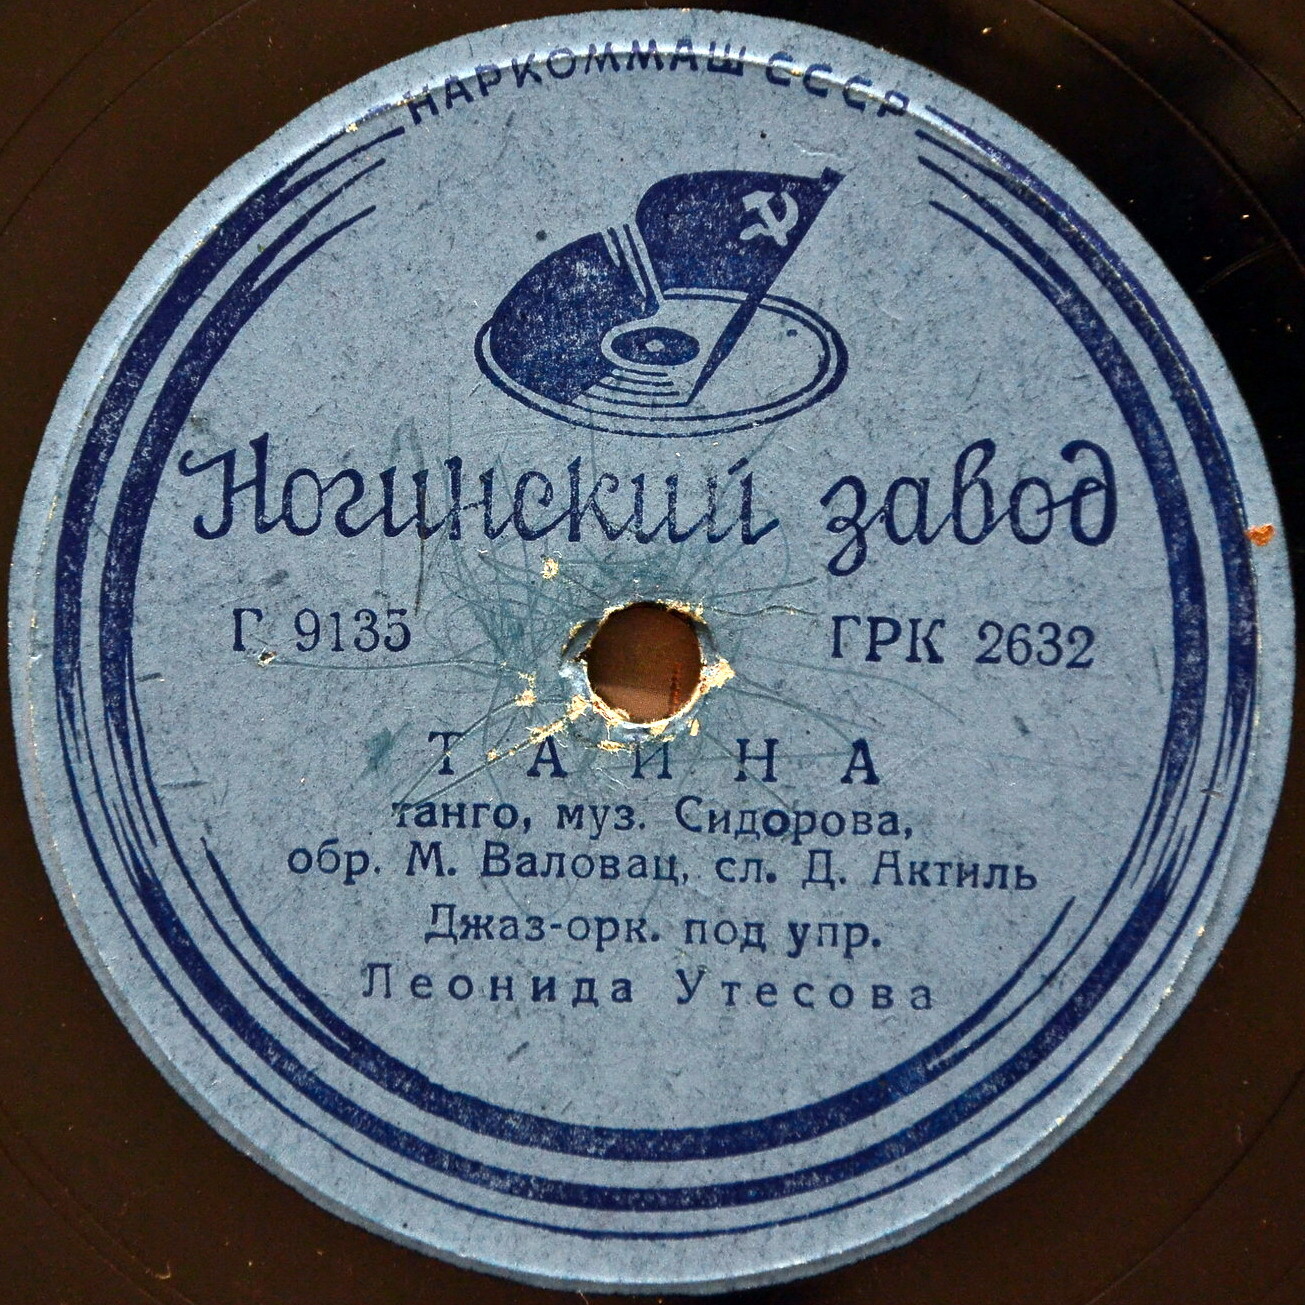 НАРКОММАШ СССР
Ногинский завод
Г 9135 ГРК 2632
ТАЙНА
танго, муз. Сидорова,
обр. М. Валовац, сл. Д. Актиль
Джаз-орк. под упр.
Леонида Утесова